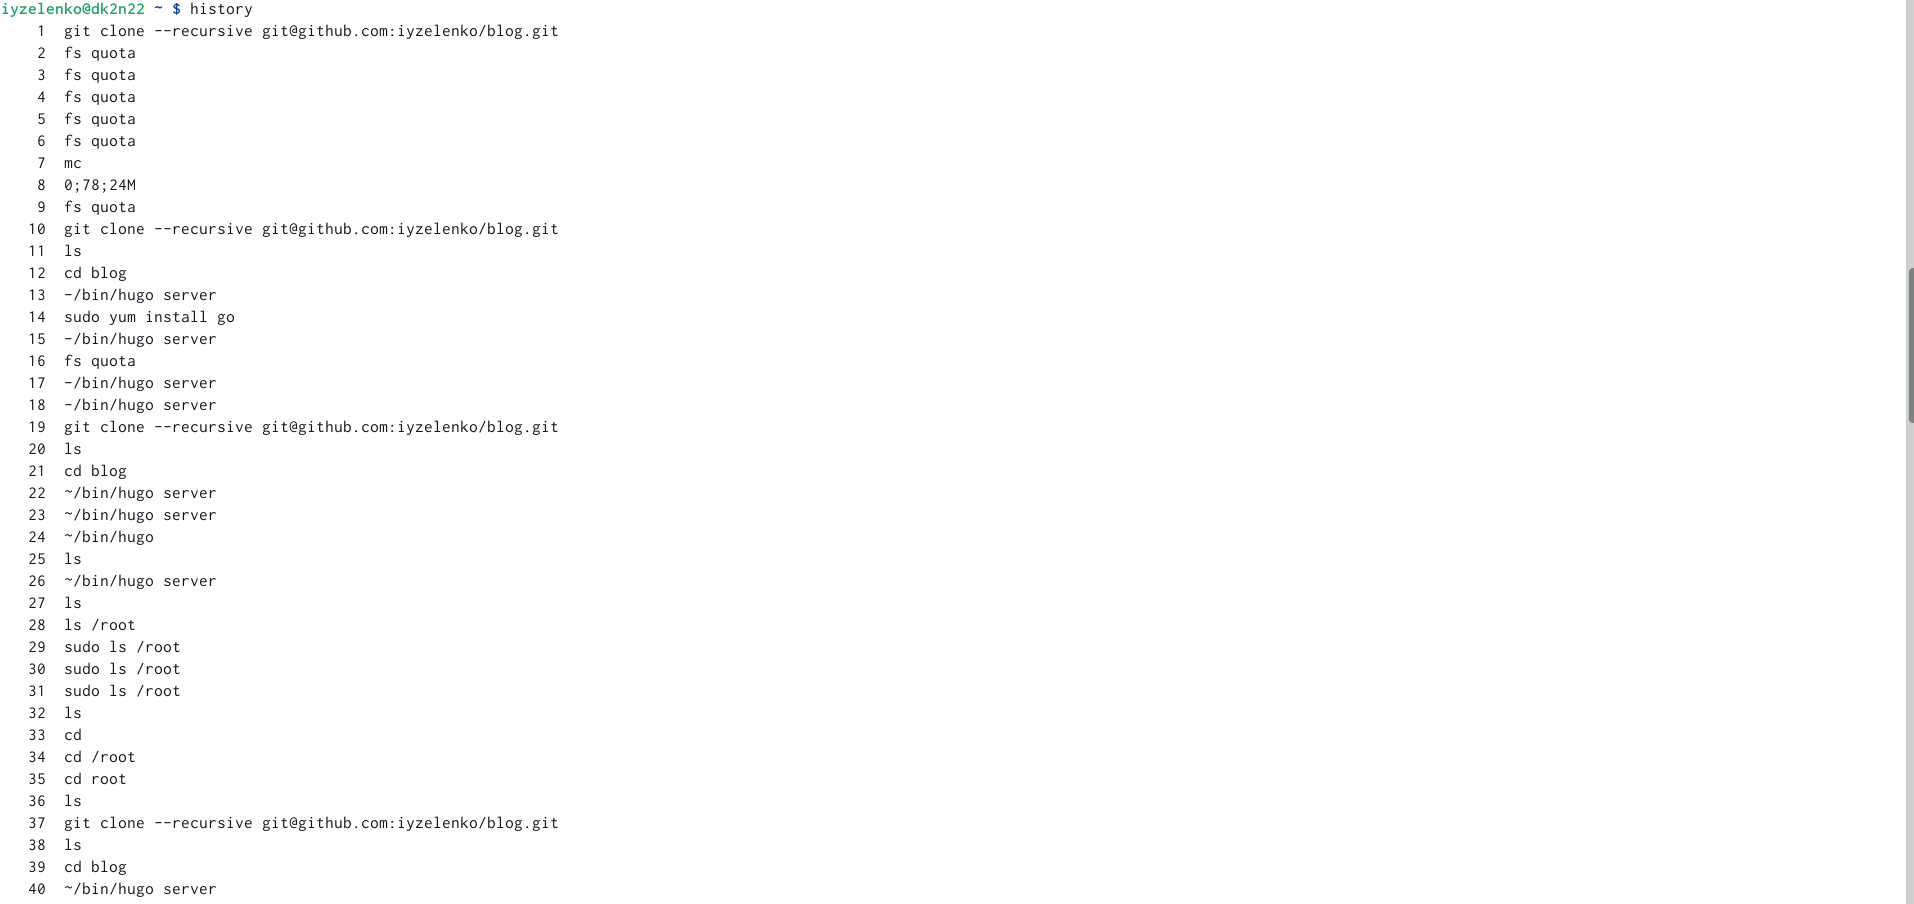 iyzelenko@dk2n22 ~ $ history
1 git clone --recursive git@github.com:iyzelenko/blog.git
2 fs quota
3 fs quota
4 fs quota
5 fs quota
6 fs quota
7 mc
8 0;78;24M
9 fs quota
10 git clone --recursive git@github.com:iyzelenko/blog.git
11 ls
12 cd blog
13 -/bin/hugo server
14 sudo yum install go
15 -/bin/hugo server
16 fs quota
17 -/bin/hugo server
18 -/bin/hugo server
19 git clone --recursive git@github.com:iyzelenko/blog.git
20 ls
21 cd blog
22 ~/bin/hugo server
23 ~/bin/hugo server
24 ~/bin/hugo
25 ls
26 ~/bin/hugo server
27 ls
28 ls /root
29 sudo ls /root
30 sudo ls /root
31 sudo ls /root
32 ls
33 cd
34 cd /root
35 cd root
36 ls
37 git clone --recursive git@github.com:iyzelenko/blog.git
38 ls
39 cd blog
40 ~/bin/hugo server